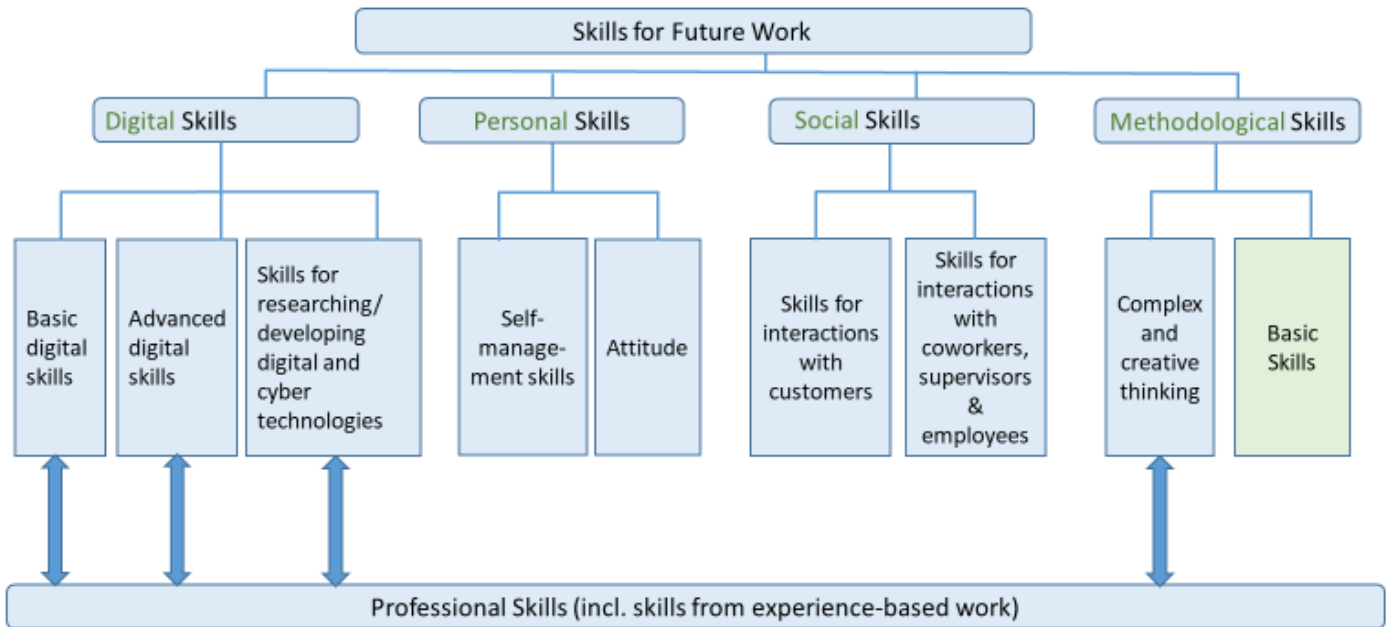 Skills for Future Work
Digital Skills
Personal Skills
Social Skills
Methodological Skills
Basic
digital
skills
Advanced
digital
skills
Skills for
researching/
developing
digital and
cyber
technologies
Self-
manage-
ment skills
Attitude
Skills for
interactions
with
customers
Skills for
interactions
with
coworkers,
supervisors
&
employees
Complex
and
creative
thinking
Basic
Skills
Professional Skills (incl. skills from experience-based work)